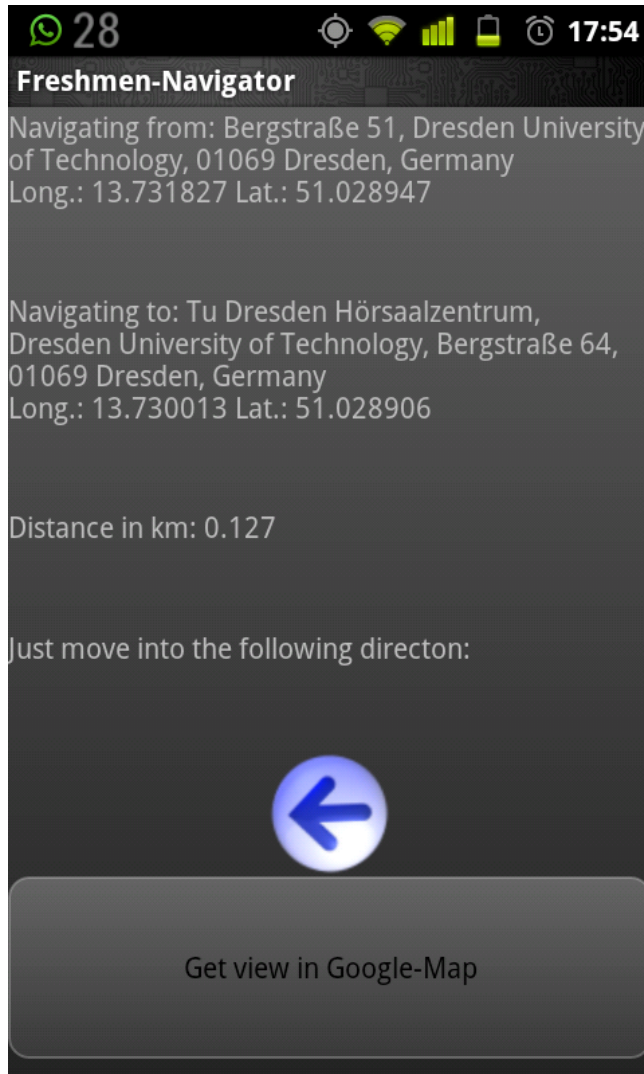 28 17:54
Freshmen-Navigator
Navigating from: Bergstraße 51, Dresden University
of Technology, 01069 Dresden, Germany
Long.: 13.731827 Lat.: 51.028947
Navigating to: Tu Dresden Hörsaalzentrum,
Dresden University of Technology, Bergstraße 64,
01069 Dresden, Germany
Long.: 13.730013 Lat.: 51.028906
Distance in km: 0.127
Just move into the following directon:
Get view in Google-Map